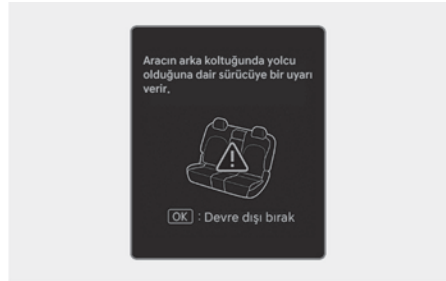 Aracın arka koltuğunda yolcu
olduğuna dair sürücüye bir uyarı
verir.
OK : Devre dışı bırak